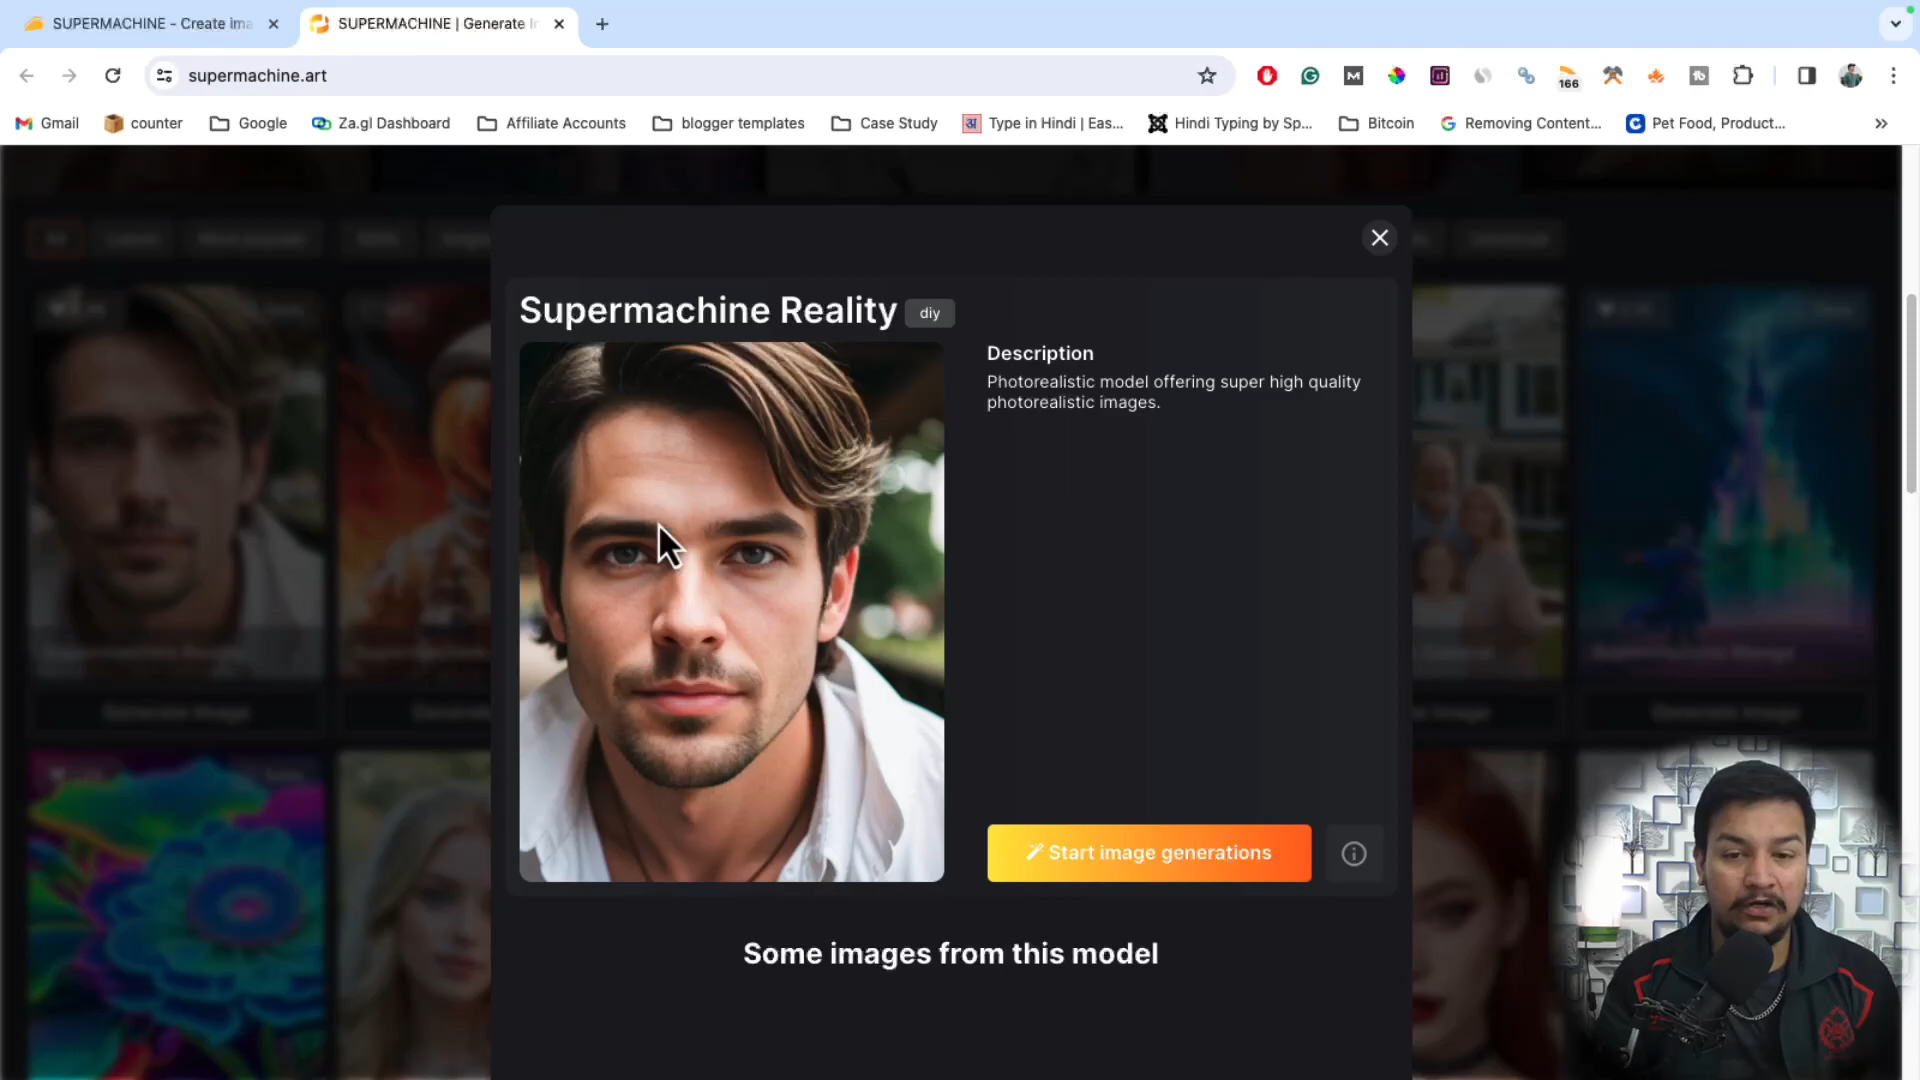 SUPERMACHINE - Create ima
SUPERMACHINE | Generate I
supermachine.art
166
Gmail
counter
Google
Za.gl Dashboard
Affiliate Accounts
blogger templates
Case Study
अ
Type in Hindi | Eas...
Hindi Typing by Sp...
Bitcoin
Removing Content...
Pet Food, Product...
Supermachine Reality
diy
Description
Photorealistic model offering super high quality
photorealistic images.
Start image generations
Some images from this model